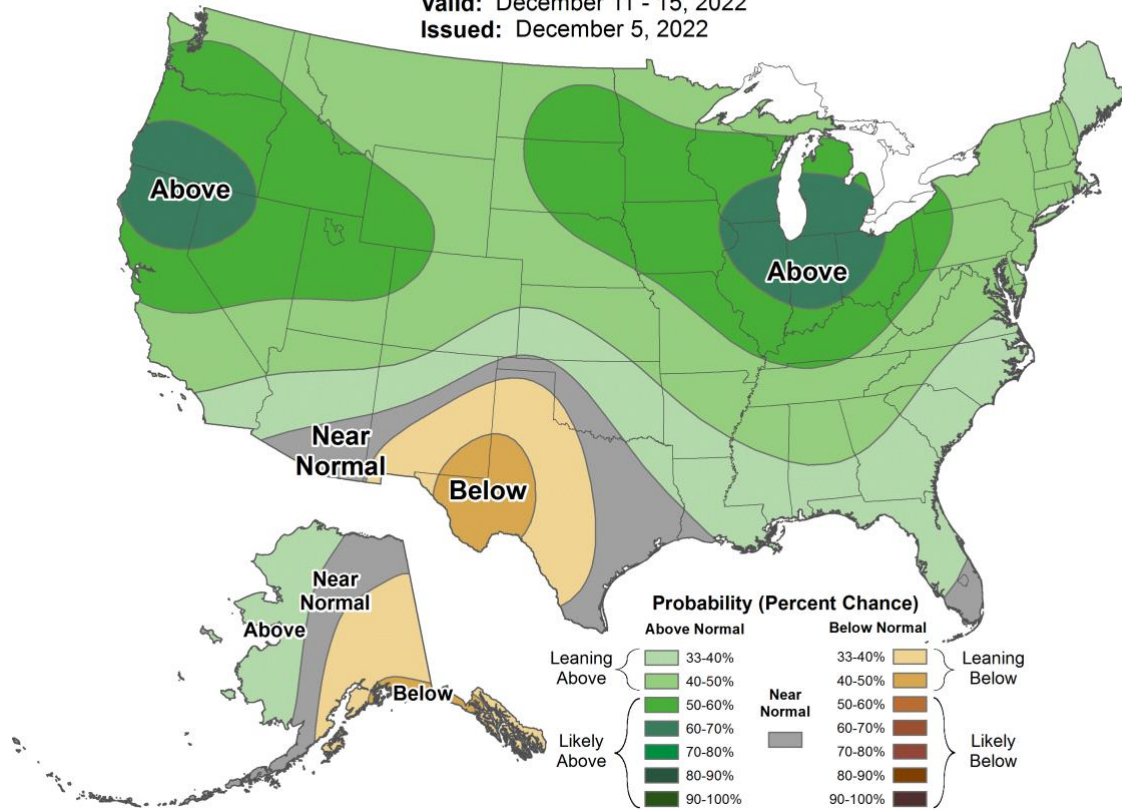 Valid: December 11 - 15, 2022
Issued: December 5, 2022
Above
Above
Near
Normal
Below
Near
Normal
Above
Below
Probability (Percent Chance)
Above Normal
Below Normal
Leaning
Above
33-40%
40-50%
Likely
Above
50-60%
60-70%
70-80%
80-90%
90-100%
Near
Normal
33-40%
40-50%
Leaning
Below
50-60%
60-70%
70-80%
80-90%
90-100%
Likely
Below